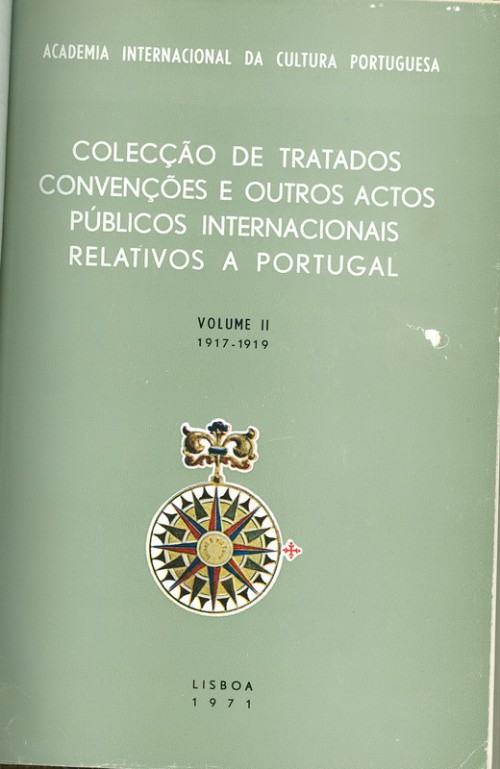 ACADEMIA INTERNACIONAL DA CULTURA PORTUGUESA
COLECÇÃO DE TRATADOS
CONVENÇÕES E OUTROS ACTOS
PÚBLICOS INTERNACIONAIS
RELATIVOS A PORTUGAL
VOLUME II
1917-1919
LISBOA
1971